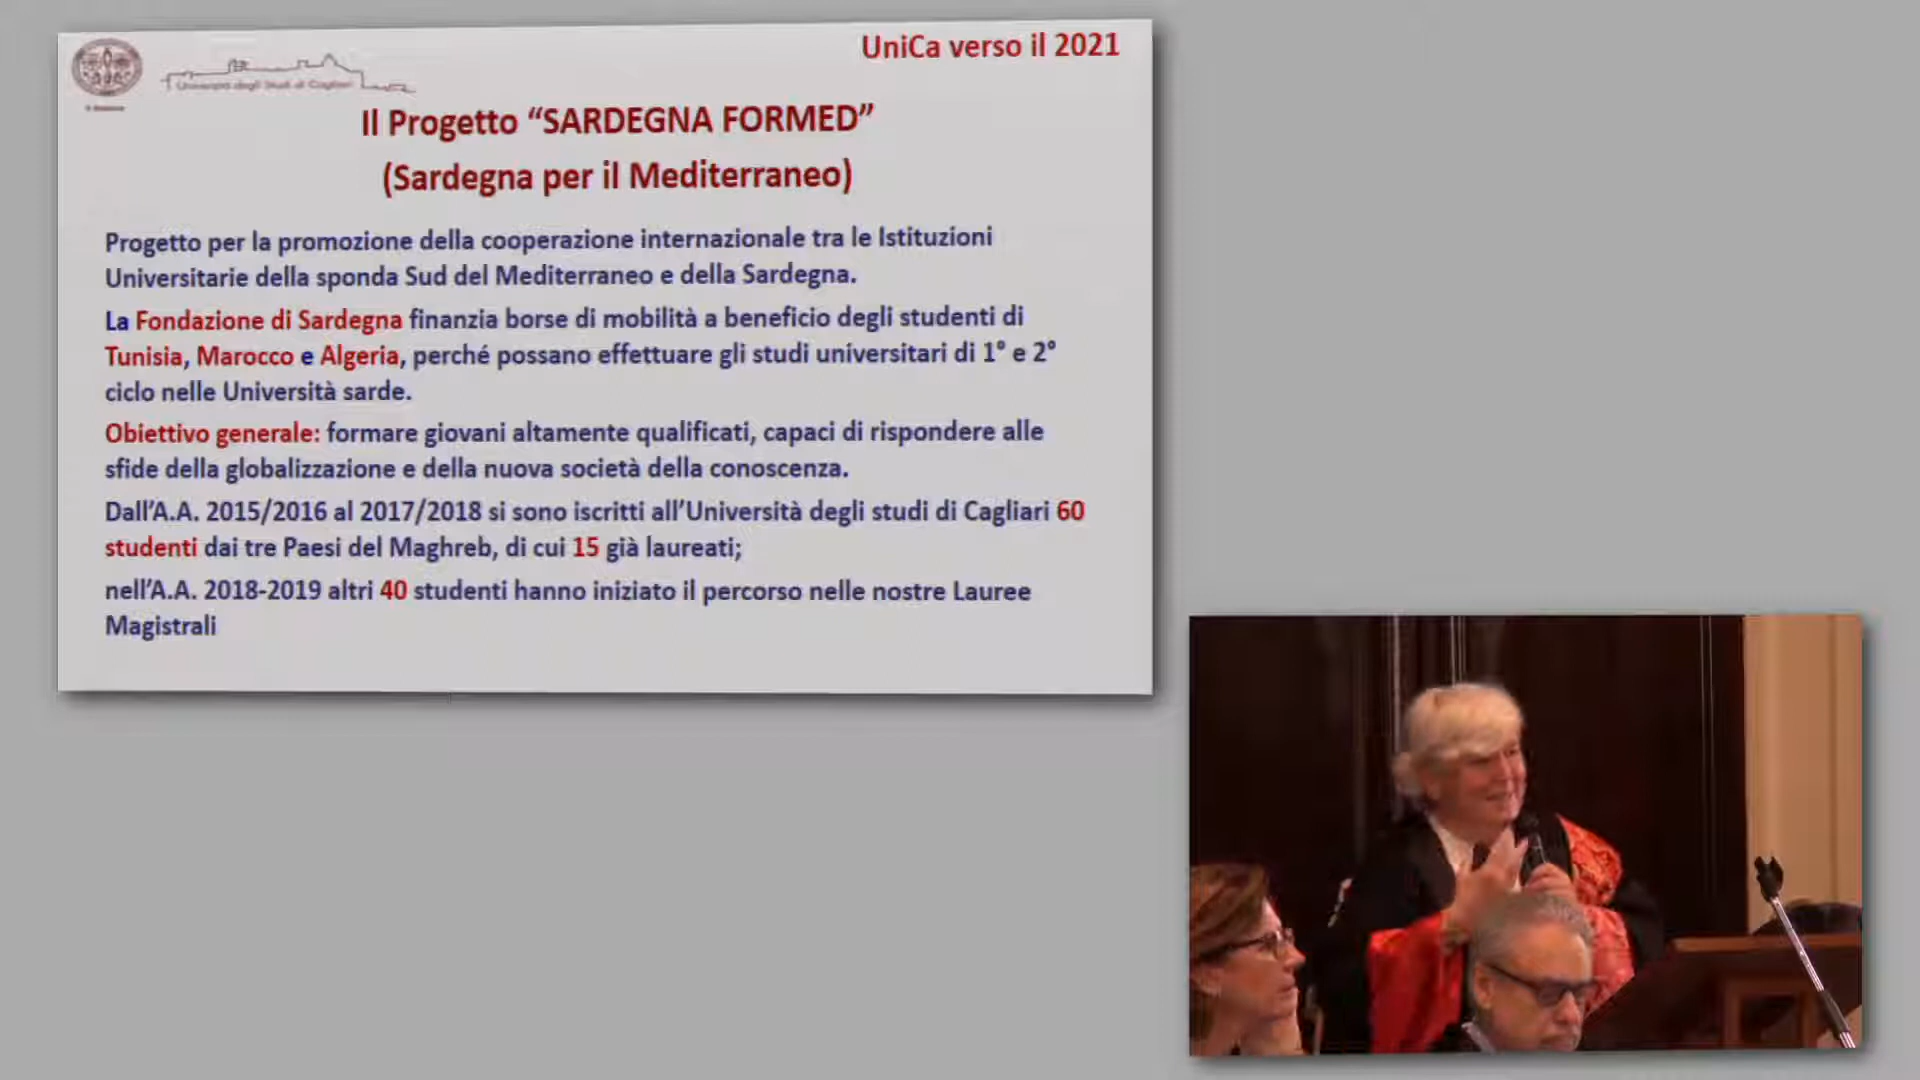 UniCa verso il 2021
Università degli Studi di Cagliari
Il Progetto “SARDEGNA FORMED”
(Sardegna per il Mediterraneo)
Progetto per la promozione della cooperazione internazionale tra le Istituzioni
Universitarie della sponda Sud del Mediterraneo e della Sardegna.
La Fondazione di Sardegna finanzia borse di mobilità a beneficio degli studenti di
Tunisia, Marocco e Algeria, perché possano effettuare gli studi universitari di 1° e 2°
ciclo nelle Università sarde.
Obiettivo generale: formare giovani altamente qualificati, capaci di rispondere alle
sfide della globalizzazione e della nuova società della conoscenza.
Dall’A.A. 2015/2016 al 2017/2018 si sono iscritti all’Università degli studi di Cagliari 60
studenti dai tre Paesi del Maghreb, di cui 15 già laureati;
nell’A.A. 2018-2019 altri 40 studenti hanno iniziato il percorso nelle nostre Lauree
Magistrali